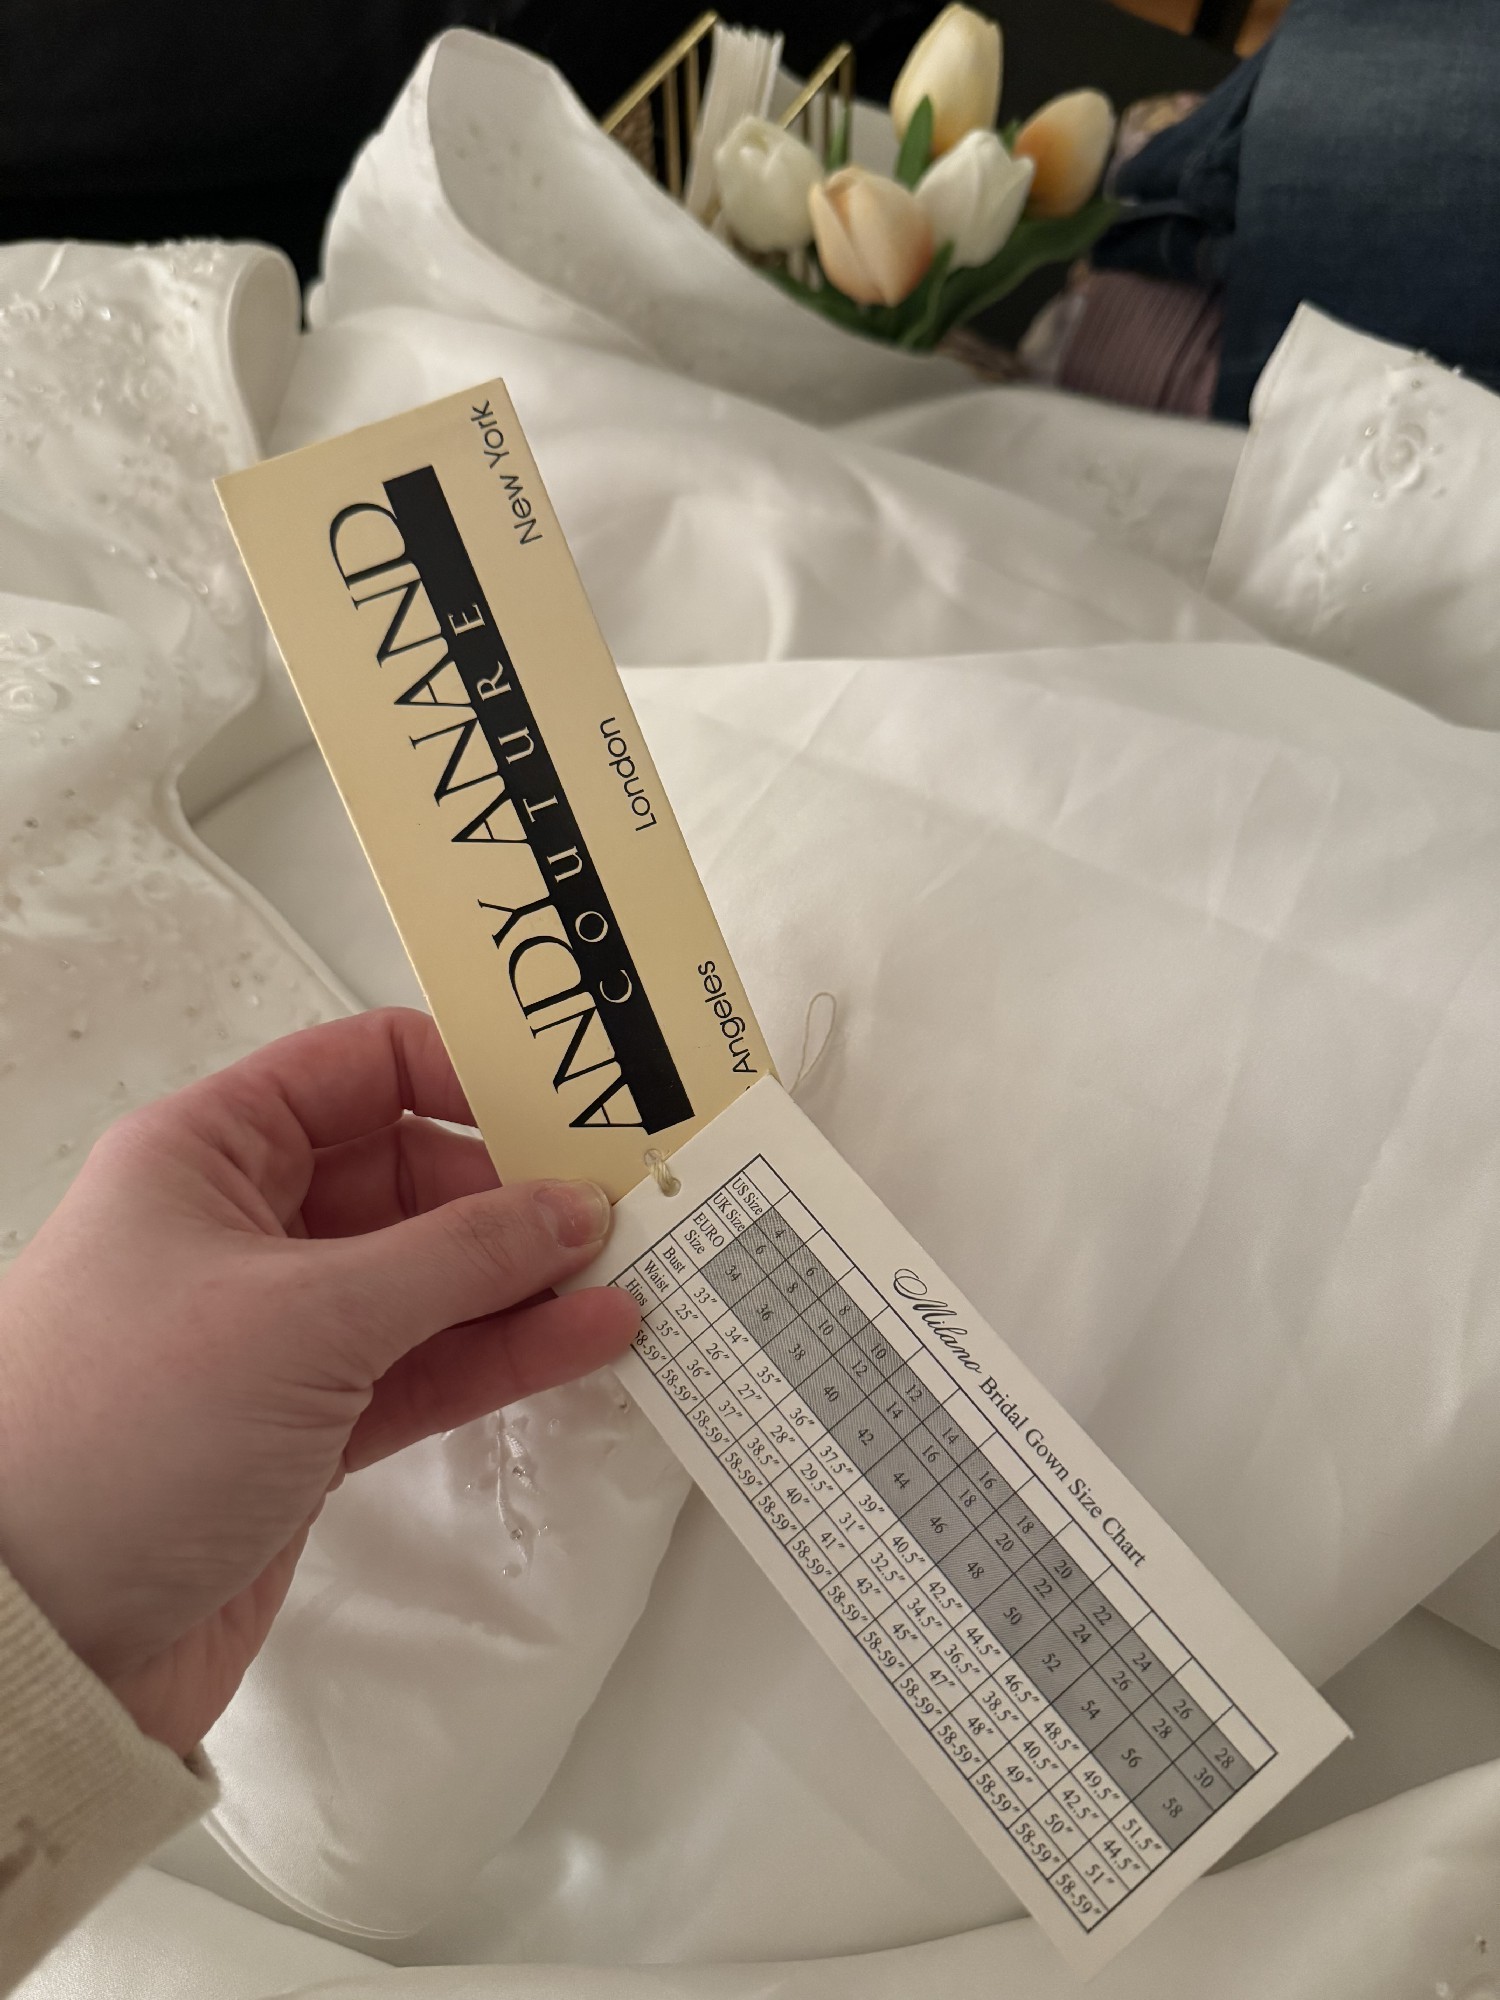 ANDY ANAND
COUTURE
Angeles London New York
Milano Bridal Gown Size Chart
US Size 4 6 8 10 12 14 16 18 20 22 24 26 28
UK Size 6 8 10 12 14 16 18 20 22 24 26 28 30
EURO Size 34 36 38 40 42 44 46 48 50 52 54 56 58
Bust 33" 34" 35" 36" 37.5" 39" 40.5" 42.5" 44.5" 46.5" 48.5" 49.5" 51.5"
Waist 25" 26" 27" 28" 29.5" 31" 32.5" 34.5" 36.5" 38.5" 40.5" 42.5" 44.5"
Hips 35" 36" 37" 38.5" 40" 41" 43" 45" 47" 48" 49" 50" 51"
58-59" 58-59" 58-59" 58-59" 58-59" 58-59" 58-59" 58-59" 58-59" 58-59" 58-59" 58-59" 58-59"